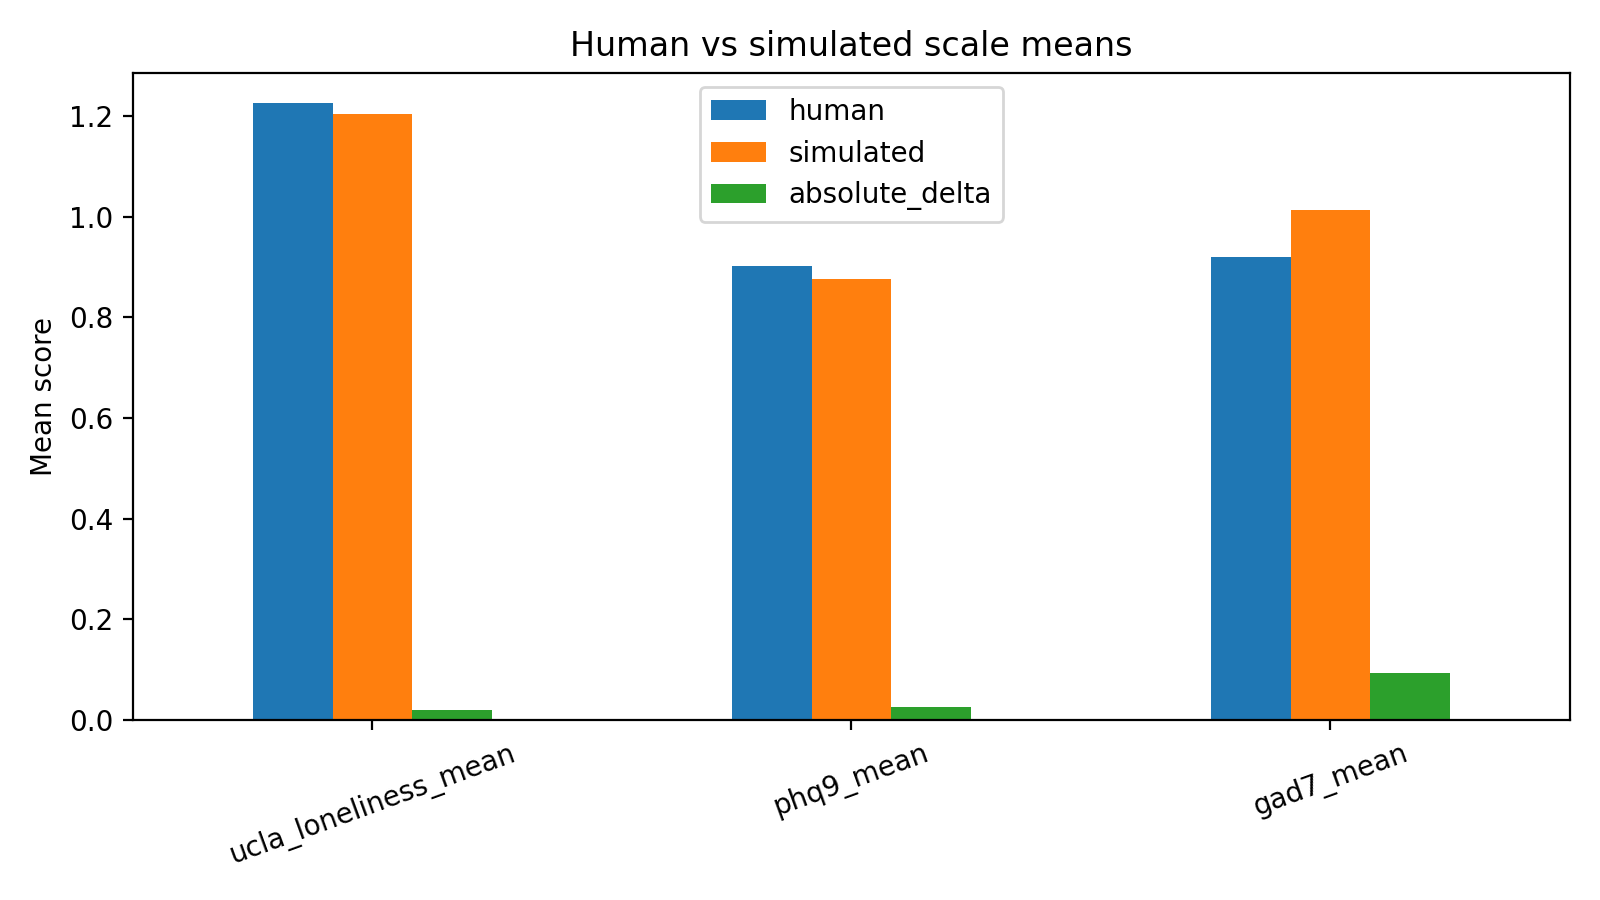 Human vs simulated scale means
human
simulated
absolute_delta
Mean score
1.2
1.0
0.8
0.6
0.4
0.2
0.0
ucla_loneliness_mean
phq9_mean
gad7_mean